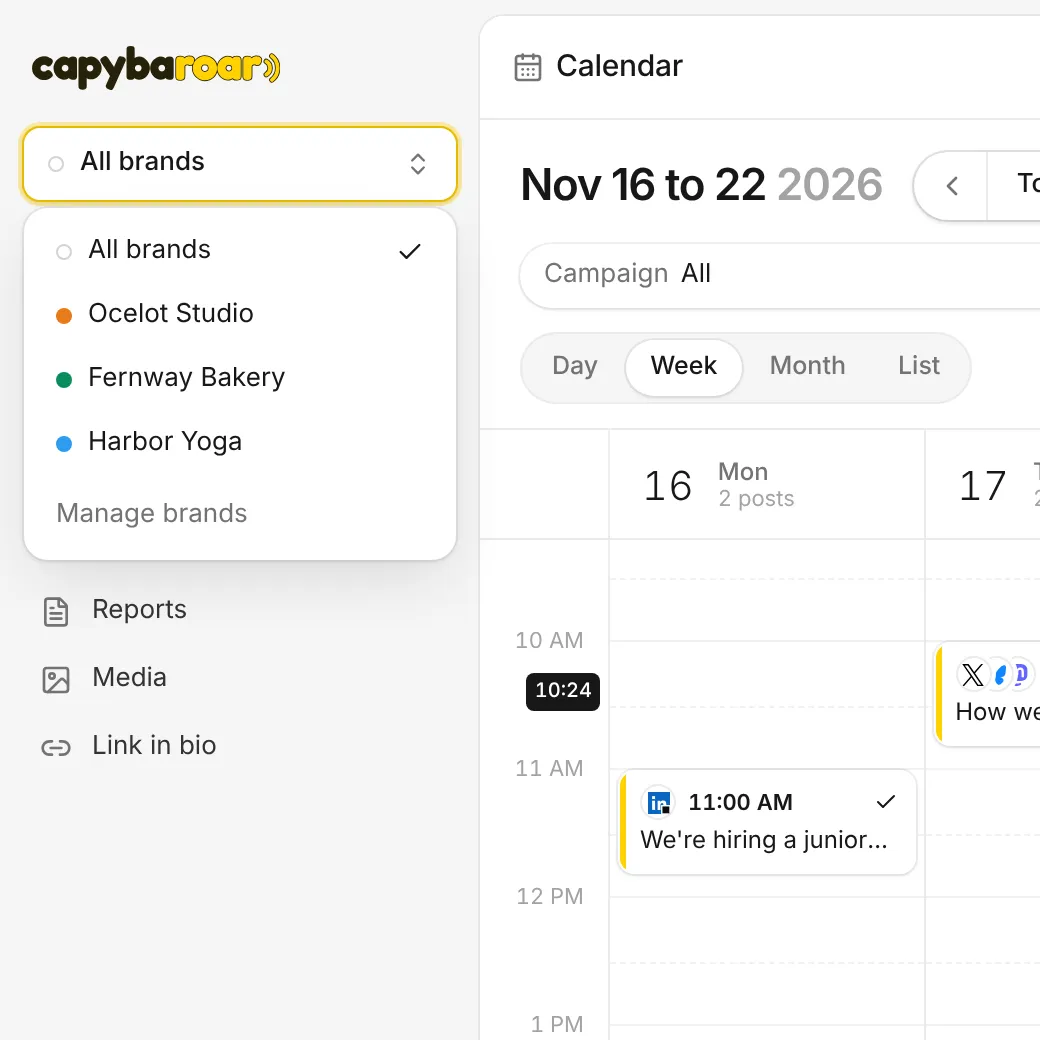 capybaroar
All brands
All brands
Ocelot Studio
Fernway Bakery
Harbor Yoga
Manage brands
Reports
Media
Link in bio
Calendar
Nov 16 to 22 2026
Campaign All
Day Week Month List
16 Mon
2 posts
17
10 AM
10:24
How we
11 AM
11:00 AM
We're hiring a junior...
12 PM
1 PM